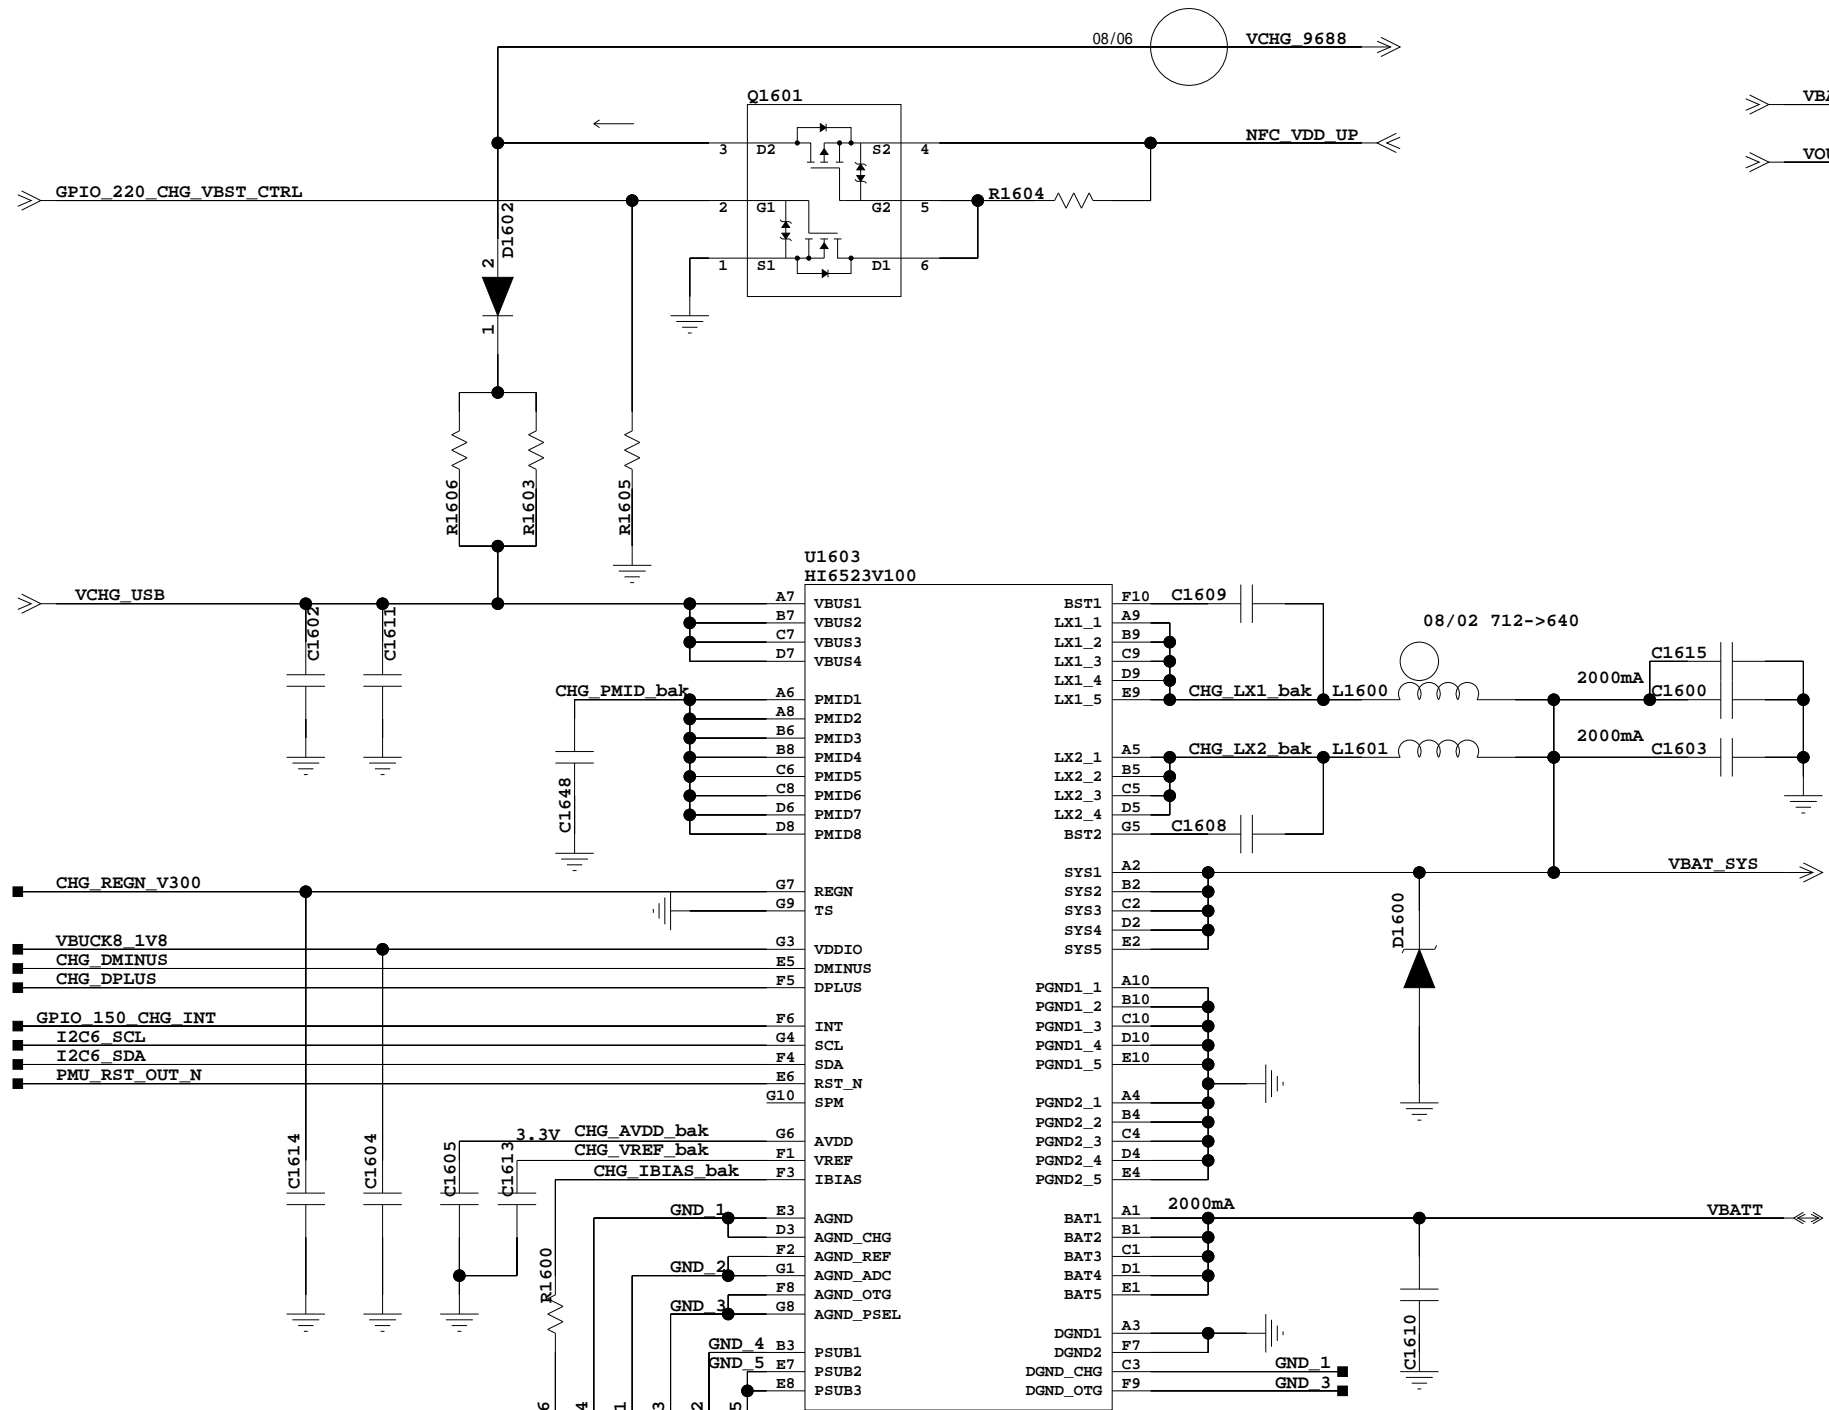 08/06 VCHG_9688
Q1601
VBA
3 D2 S2 4 NFC_VDD_UP
VOU
GPIO_220_CHG_VBST_CTRL 2 G1 G2 5 R1604
D1602
2
1 S1 D1 6
1
R1606 R1603 R1605
U1603
HI6523V100
VCHG_USB A7 VBUS1 BST1 F10 C1609
C1602 C1611 B7 VBUS2 LX1_1 A9
08/02 712->640
C7 VBUS3 LX1_2 B9
D7 VBUS4 LX1_3 C9 C1615
LX1_4 D9 2000mA
CHG_PMID_bak A6 PMID1 LX1_5 E9 CHG_LX1_bak L1600 C1600
A8 PMID2
B6 PMID3 2000mA
B8 PMID4 LX2_1 A5 CHG_LX2_bak L1601 C1603
C6 PMID5 LX2_2 B5
C1648 C8 PMID6 LX2_3 C5
D6 PMID7 LX2_4 D5
D8 PMID8 BST2 G5 C1608
SYS1 A2 VBAT_SYS
CHG_REGN_V300 G7 REGN SYS2 B2
G9 TS SYS3 C2
SYS4 D2 D1600
VBUCK8_1V8 G3 VDDIO SYS5 E2
CHG_DMINUS E5 DMINUS
CHG_DPLUS F5 DPLUS PGND1_1 A10
PGND1_2 B10
GPIO_150_CHG_INT F6 INT PGND1_3 C10
I2C6_SCL G4 SCL PGND1_4 D10
I2C6_SDA F4 SDA PGND1_5 E10
PMU_RST_OUT_N E6 RST_N
G10 SPM PGND2_1 A4
PGND2_2 B4
3.3V CHG_AVDD_bak G6 AVDD PGND2_3 C4
CHG_VREF_bak F1 VREF PGND2_4 D4
CHG_IBIAS_bak F3 IBIAS PGND2_5 E4
C1614 C1604 C1605 C1613
GND_1 E3 AGND BAT1 A1 2000mA VBATT
D3 AGND_CHG BAT2 B1
F2 AGND_REF BAT3 C1
GND_2 G1 AGND_ADC BAT4 D1
R1600 F8 AGND_OTG BAT5 E1
GND_3 G8 AGND_PSEL
DGND1 A3 C1610
GND_4 B3 PSUB1 DGND2 F7
GND_5 E7 PSUB2 DGND_CHG C3 GND_1
E8 PSUB3 DGND_OTG F9 GND_3
6 4 1 3 2 5